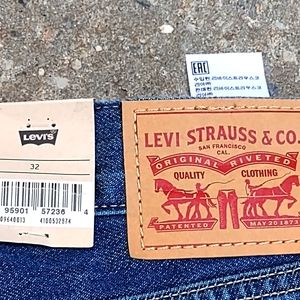 LEVI'S
32
95901 57236 4
EAC
LEVI STRAUSS & CO.
SAN FRANCISCO
CAL.
ORIGINAL RIVETED
QUALITY CLOTHING
PATENTED MAY 20 1873